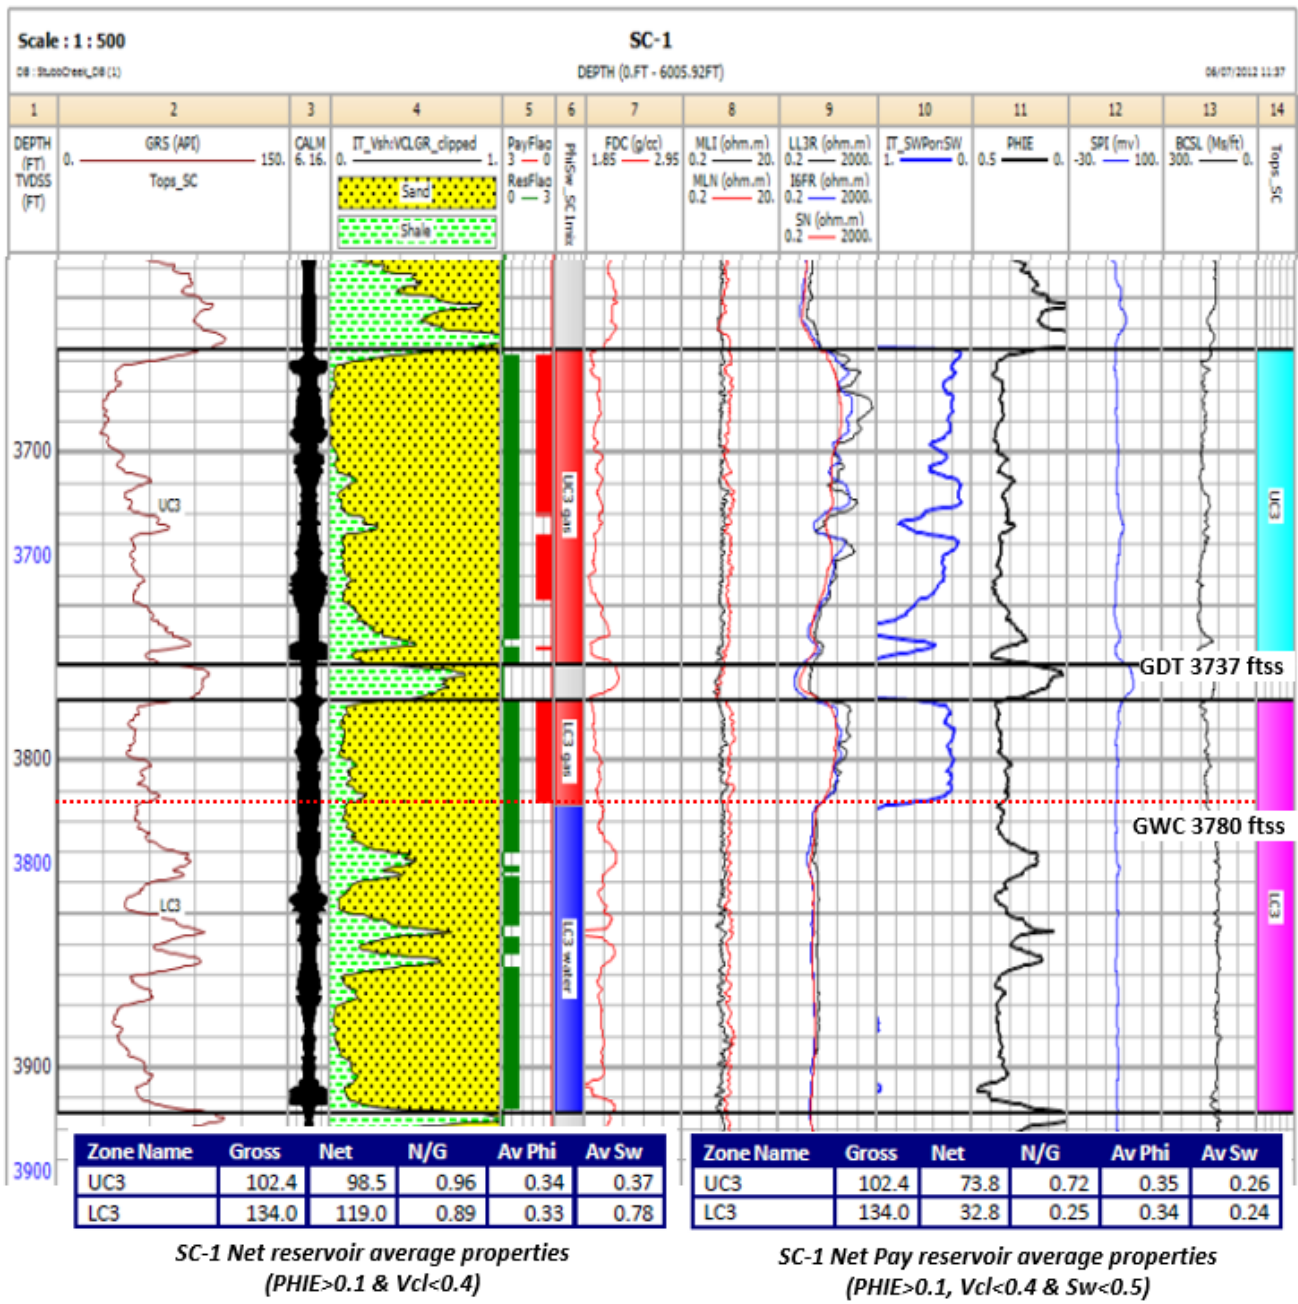 Scale : 1 : 500
SC-1
DB : StubbCreek_DB (1)
DEPTH (0.FT - 6005.92FT)
06/07/2012 11:37
1 2 3 4 5 6 7 8 9 10 11 12 13 14
DEPTH (FT) TVDSS (FT)
GRS (API)
0. 150.
Tops_SC
CALM
6. 16.
IT_Vsh:VCLGR_clipped
0. 1.
Sand
Shale
PayFlag
3 0
ResFlag
0 3
PhiSw_SC1mix
FDC (g/cc)
1.85 2.95
MLI (ohm.m)
0.2 20.
MLN (ohm.m)
0.2 20.
LL3R (ohm.m)
0.2 2000.
I6FR (ohm.m)
0.2 2000.
SN (ohm.m)
0.2 2000.
IT_SWPor:SW
1. 0.
PHIE
0.5 0.
SPI (mv)
-30. 100.
BCSL (Ms/ft)
300. 0.
Tops_SC
3700
UC3
UC3 gas
UC3
3700
GDT 3737 ftss
LC3 gas
3800
GWC 3780 ftss
3800
LC3
LC3 water
LC3
3900
3900
Zone Name Gross Net N/G Av Phi Av Sw
UC3 102.4 98.5 0.96 0.34 0.37
LC3 134.0 119.0 0.89 0.33 0.78
SC-1 Net reservoir average properties
(PHIE>0.1 & Vcl<0.4)
Zone Name Gross Net N/G Av Phi Av Sw
UC3 102.4 73.8 0.72 0.35 0.26
LC3 134.0 32.8 0.25 0.34 0.24
SC-1 Net Pay reservoir average properties
(PHIE>0.1, Vcl<0.4 & Sw<0.5)